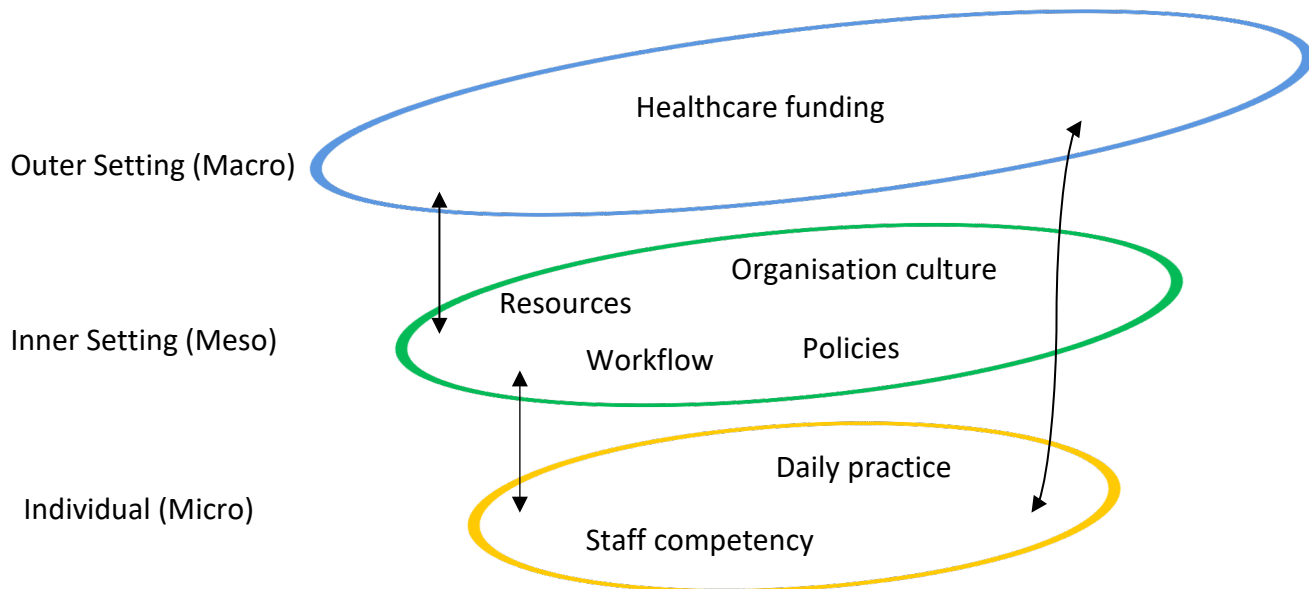 Healthcare funding
Outer Setting (Macro)
Organisation culture
Resources
Inner Setting (Meso)
Workflow
Policies
Daily practice
Individual (Micro)
Staff competency